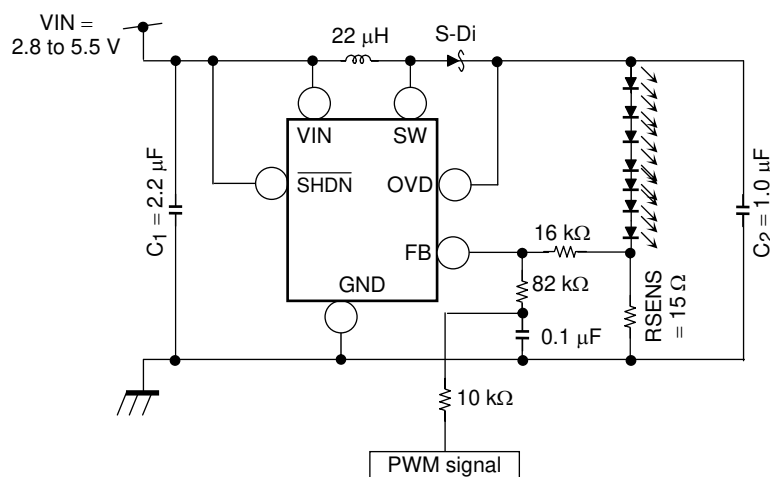 VIN =
2.8 to 5.5 V
22 μH
S-Di
VIN
SW
SHDN
OVD
C1 = 2.2 μF
C2 = 1.0 μF
FB
16 kΩ
GND
82 kΩ
RSENS
= 15 Ω
0.1 μF
10 kΩ
PWM signal